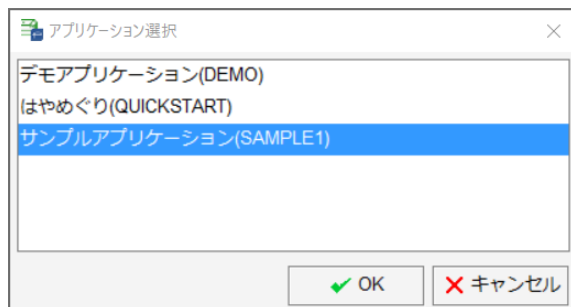 アプリケーション選択
デモアプリケーション(DEMO)
はやめぐり(QUICKSTART)
サンプルアプリケーション(SAMPLE1)
OK
キャンセル